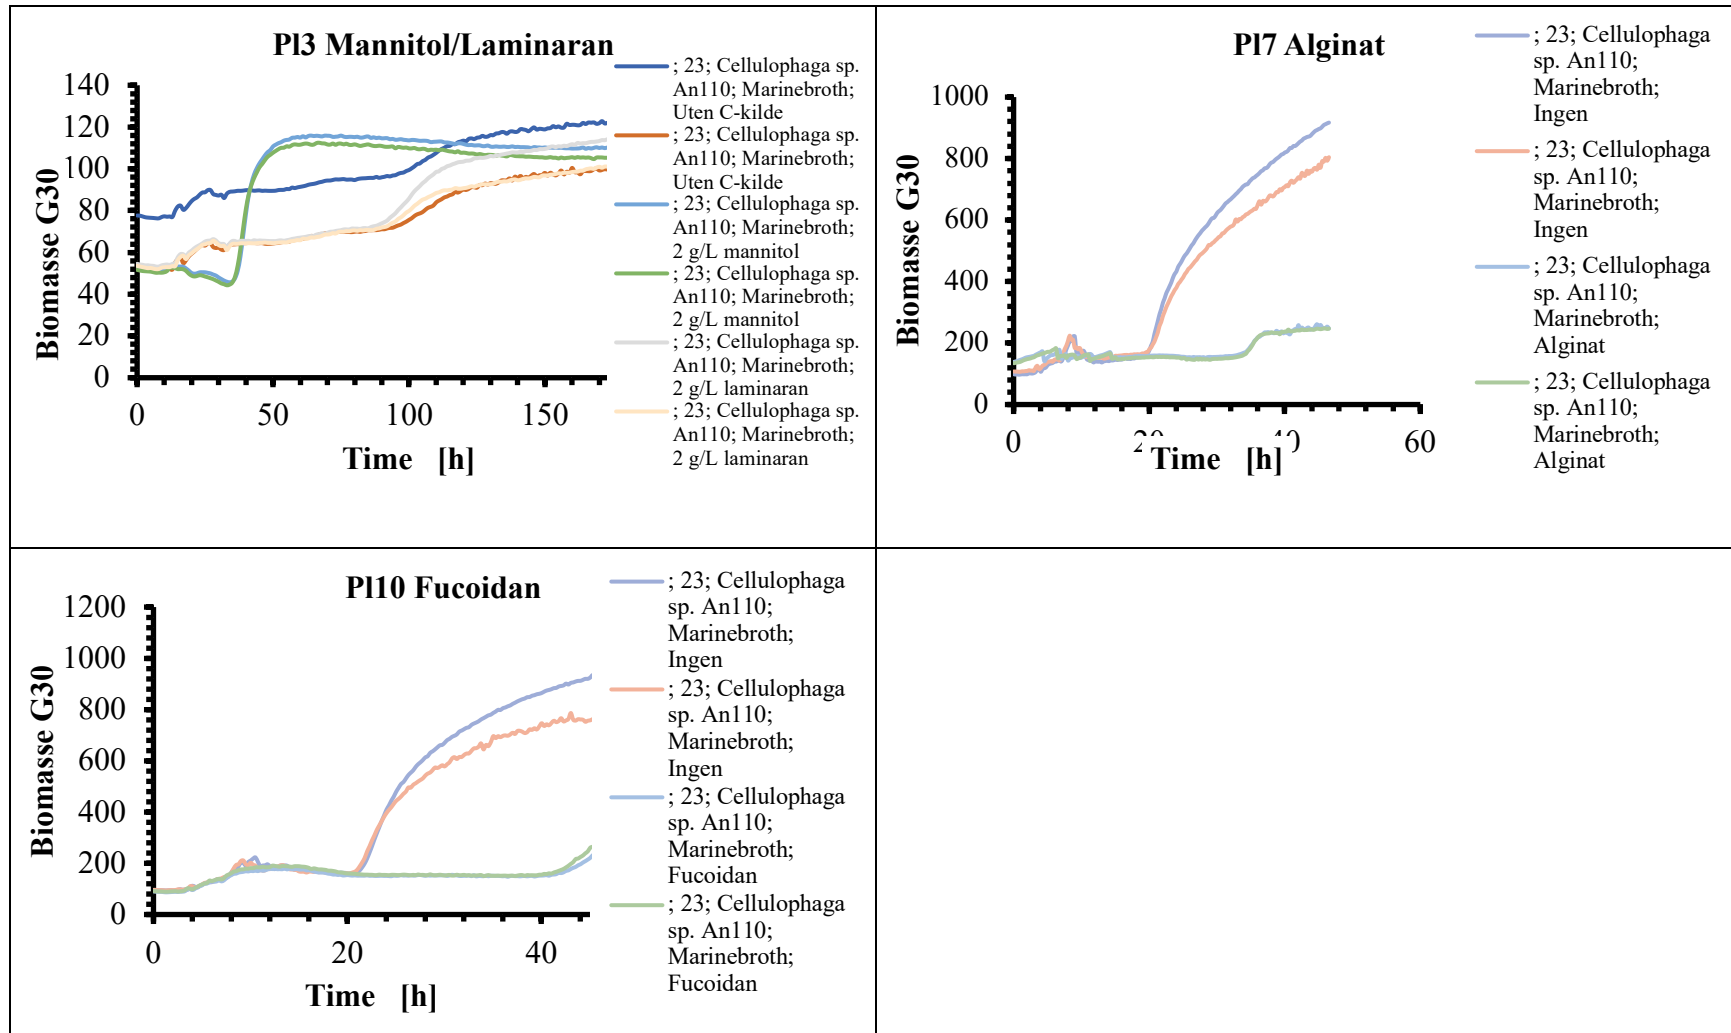 Pl3 Mannitol/Laminaran
140
120
100
80
60
40
20
0
Biomasse G30
0 50 100 150
Time [h]
; 23; Cellulophaga sp.
An110; Marinebroth;
Uten C-kilde
; 23; Cellulophaga sp.
An110; Marinebroth;
Uten C-kilde
; 23; Cellulophaga sp.
An110; Marinebroth;
2 g/L mannitol
; 23; Cellulophaga sp.
An110; Marinebroth;
2 g/L mannitol
; 23; Cellulophaga sp.
An110; Marinebroth;
2 g/L laminaran
; 23; Cellulophaga sp.
An110; Marinebroth;
2 g/L laminaran
Pl7 Alginat
1000
800
600
400
200
0
Biomasse G30
0 20 40 60
Time [h]
; 23; Cellulophaga
sp. An110;
Marinebroth;
Ingen
; 23; Cellulophaga
sp. An110;
Marinebroth;
Ingen
; 23; Cellulophaga
sp. An110;
Marinebroth;
Alginat
; 23; Cellulophaga
sp. An110;
Marinebroth;
Alginat
Pl10 Fucoidan
1200
1000
800
600
400
200
0
Biomasse G30
0 20 40
Time [h]
; 23; Cellulophaga
sp. An110;
Marinebroth;
Ingen
; 23; Cellulophaga
sp. An110;
Marinebroth;
Ingen
; 23; Cellulophaga
sp. An110;
Marinebroth;
Fucoidan
; 23; Cellulophaga
sp. An110;
Marinebroth;
Fucoidan